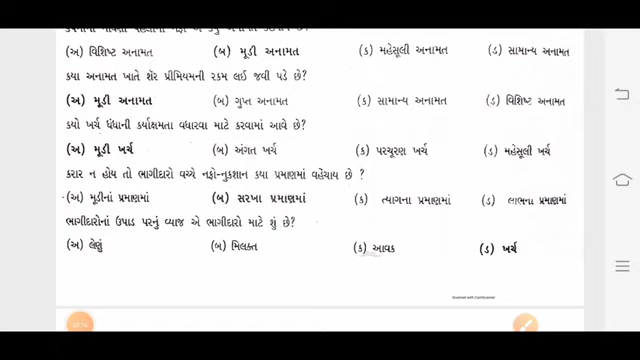 (અ) વિશિષ્ટ અનામત (બ) મૂડી અનામત (ક) મહેસૂલી અનામત (ડ) સામાન્ય અનામત
કયા અનામત ખાતે શૅર પ્રીમિયમની રકમ લઈ જવી પડે છે?
(અ) મૂડી અનામત (બ) ગુપ્ત અનામત (ક) સામાન્ય અનામત (ડ) વિશિષ્ટ અનામત
કયો ખર્ચ ધંધાની કાર્યક્ષમતા વધારવા માટે કરવામાં આવે છે?
(અ) મૂડી ખર્ચ (બ) અંગત ખર્ચ (ક) પરચૂરણ ખર્ચ (ડ) મહેસૂલી ખર્ચ
કરાર ન હોય તો ભાગીદારો વચ્ચે નફો-નુકશાન કયા પ્રમાણમાં વહેંચાય છે ?
(અ) મૂડીનાં પ્રમાણમાં (બ) સરખા પ્રમાણમાં (ક) ત્યાગના પ્રમાણમાં (ડ) લાભના પ્રમાણમાં
ભાગીદારોનાં ઉપાડ પરનું વ્યાજ એ ભાગીદારો માટે શું છે?
(અ) લેણું (બ) મિલકત (ક) આવક (ડ) ખર્ચ
Scanned with CamScanner